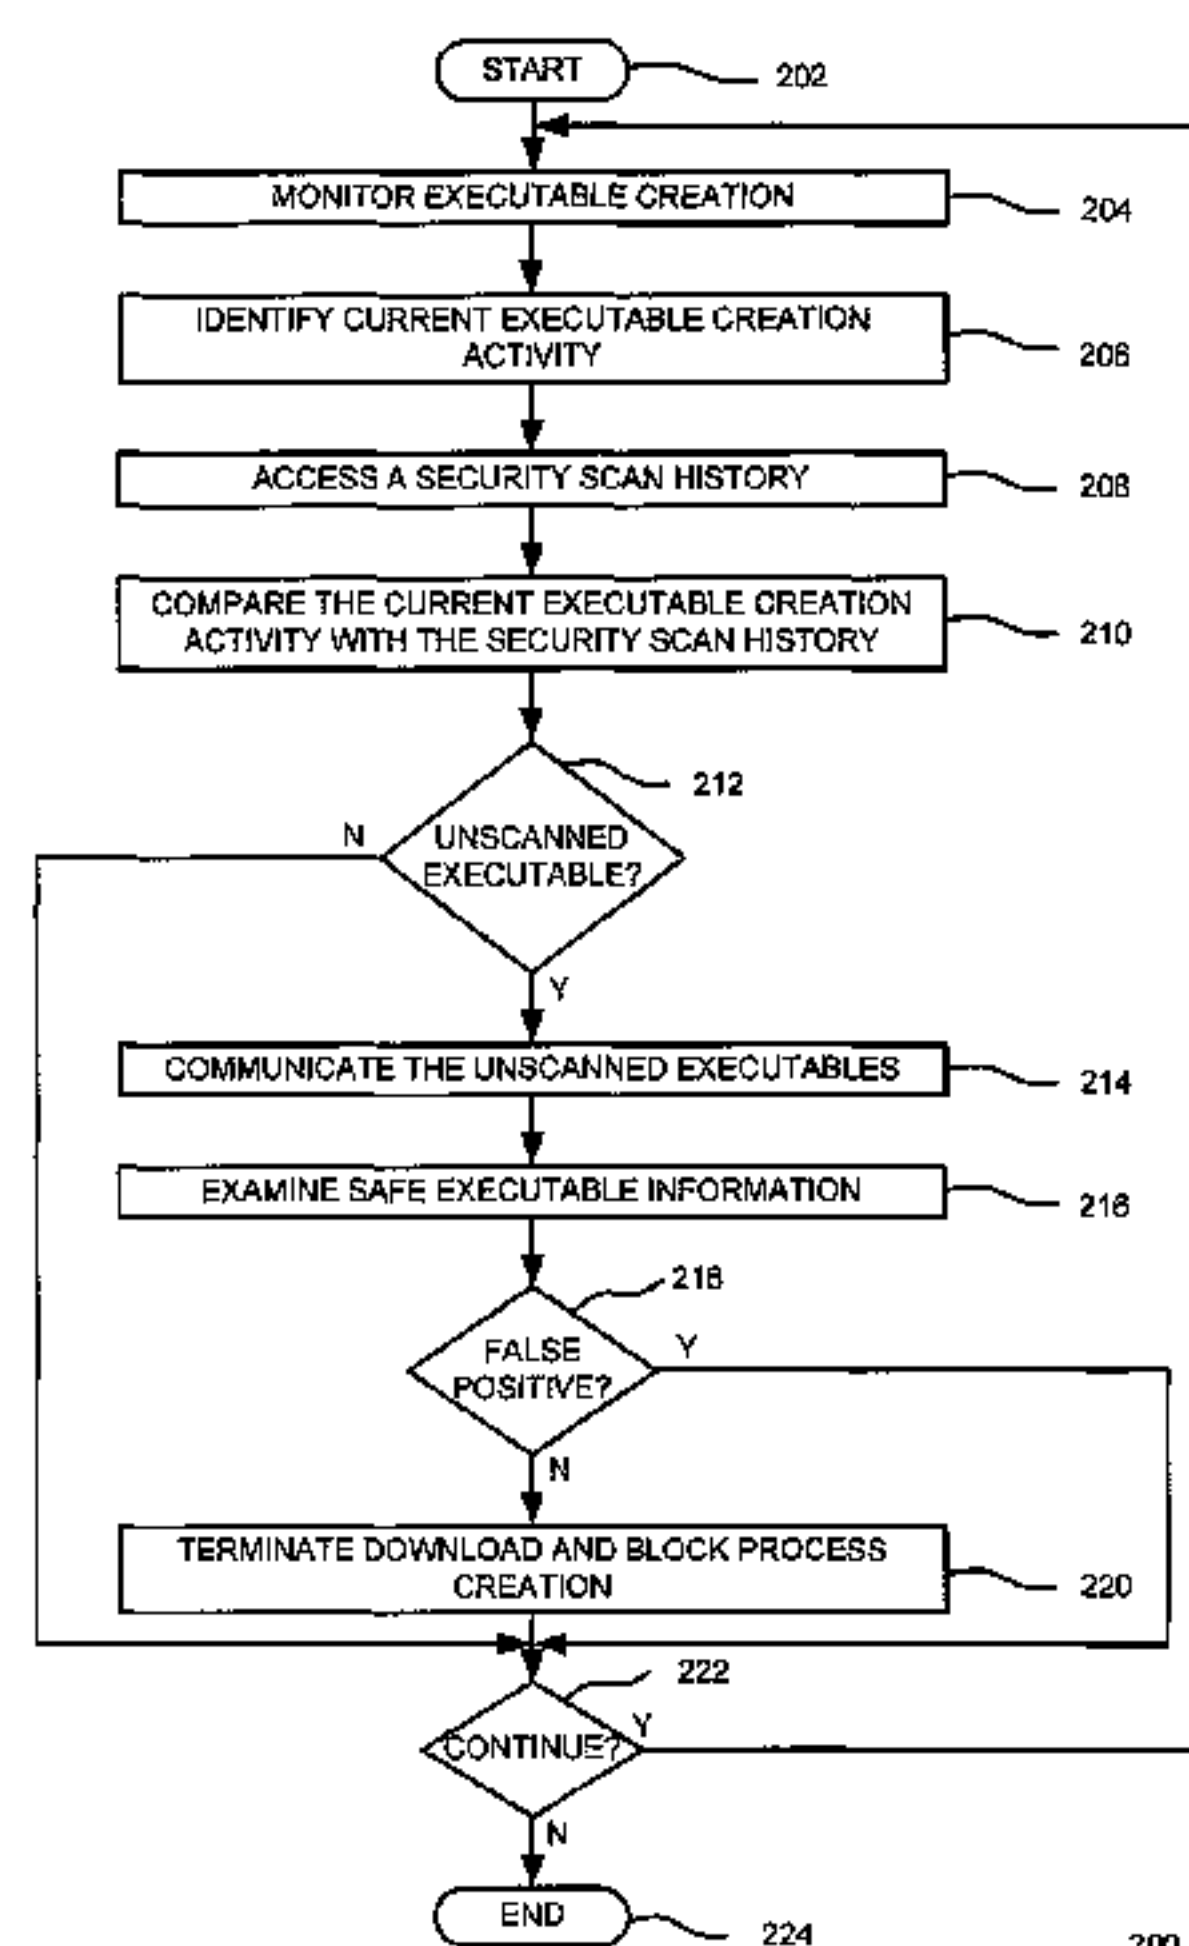 START
202
MONITOR EXECUTABLE CREATION
204
IDENTIFY CURRENT EXECUTABLE CREATION
ACTIVITY
206
ACCESS A SECURITY SCAN HISTORY
208
COMPARE THE CURRENT EXECUTABLE CREATION
ACTIVITY WITH THE SECURITY SCAN HISTORY
210
212
N
UNSCANNED
EXECUTABLE?
Y
COMMUNICATE THE UNSCANNED EXECUTABLES
214
EXAMINE SAFE EXECUTABLE INFORMATION
216
218
FALSE
POSITIVE?
Y
N
TERMINATE DOWNLOAD AND BLOCK PROCESS
CREATION
220
222
CONTINUE?
Y
N
END
224